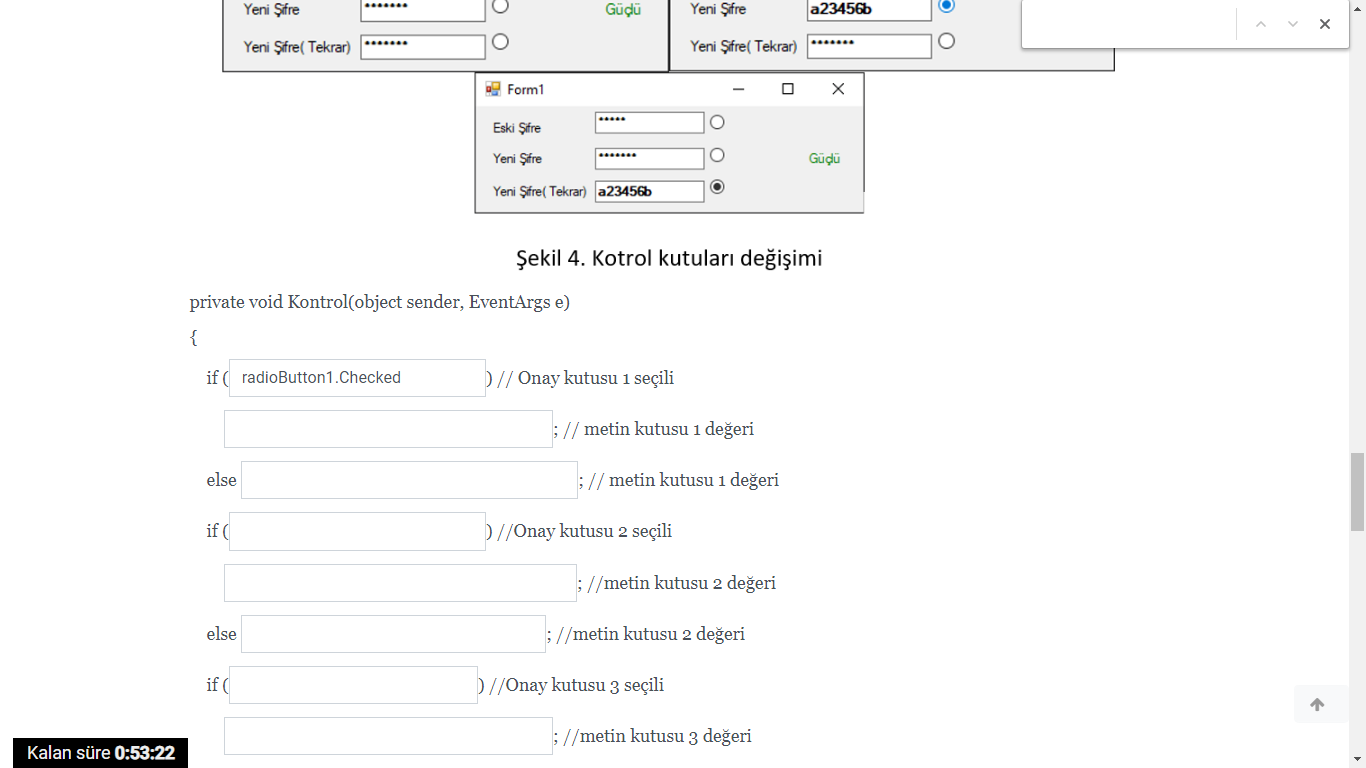 Yeni Şifre ******* Güçlü Yeni Şifre a23456b
Yeni Şifre( Tekrar) ******* Yeni Şifre( Tekrar) *******
Form1
Eski Şifre *****
Yeni Şifre ******* Güçlü
Yeni Şifre( Tekrar) a23456b
Şekil 4. Kotrol kutuları değişimi
private void Kontrol(object sender, EventArgs e)
{
if ( radioButton1.Checked ) // Onay kutusu 1 seçili
; // metin kutusu 1 değeri
else ; // metin kutusu 1 değeri
if ( ) //Onay kutusu 2 seçili
; //metin kutusu 2 değeri
else ; //metin kutusu 2 değeri
if ( ) //Onay kutusu 3 seçili
; //metin kutusu 3 değeri
Kalan süre 0:53:22